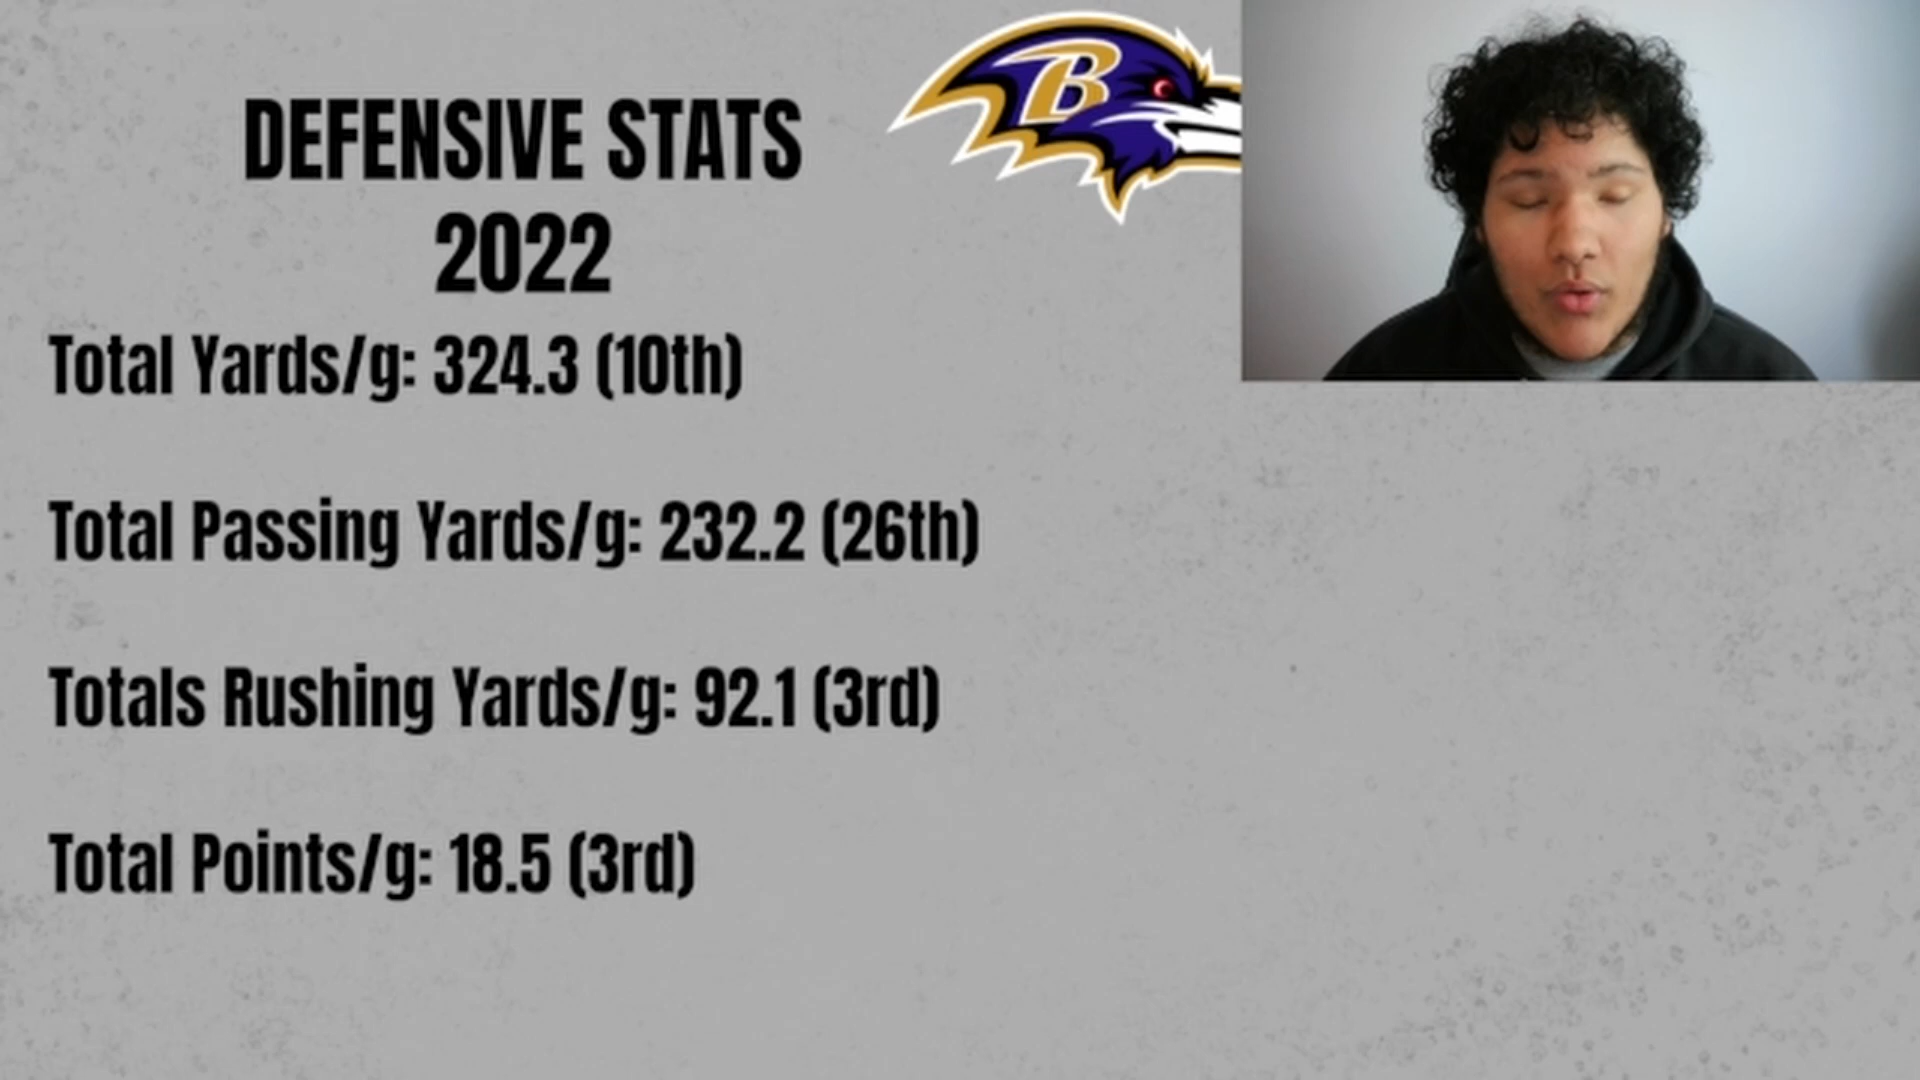 DEFENSIVE STATS
2022
B
Total Yards/g: 324.3 (10th)
Total Passing Yards/g: 232.2 (26th)
Totals Rushing Yards/g: 92.1 (3rd)
Total Points/g: 18.5 (3rd)